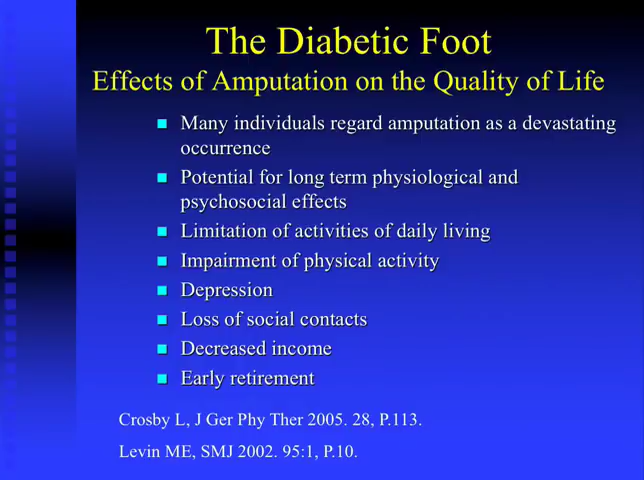 The Diabetic Foot
Effects of Amputation on the Quality of Life
Many individuals regard amputation as a devastating
occurrence
Potential for long term physiological and
psychosocial effects
Limitation of activities of daily living
Impairment of physical activity
Depression
Loss of social contacts
Decreased income
Early retirement
Crosby L, J Ger Phy Ther 2005. 28, P.113.
Levin ME, SMJ 2002. 95:1, P.10.